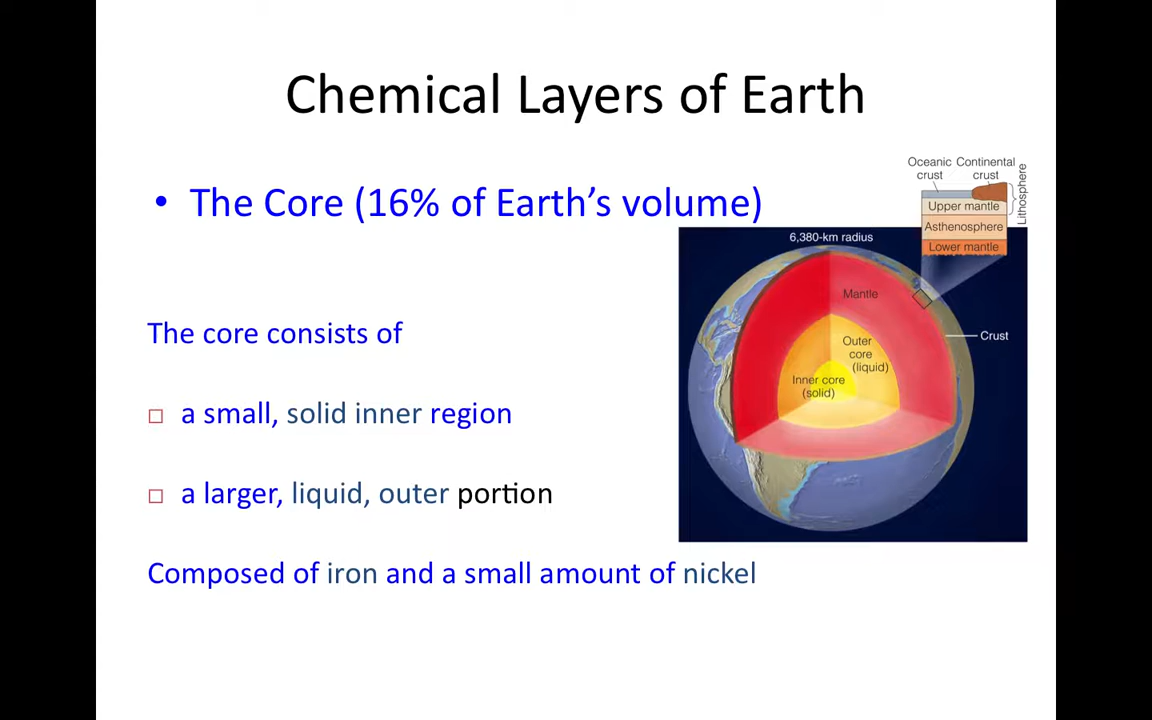 Chemical Layers of Earth
• The Core (16% of Earth's volume)
The core consists of
□ a small, solid inner region
□ a larger, liquid, outer portion
Composed of iron and a small amount of nickel
Oceanic crust
Continental crust
Lithosphere
Upper mantle
Asthenosphere
Lower mantle
6,380-km radius
Mantle
Crust
Outer
core
(liquid)
Inner core
(solid)